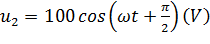 u₂ = 100 cos(ωt + π/2) (V)